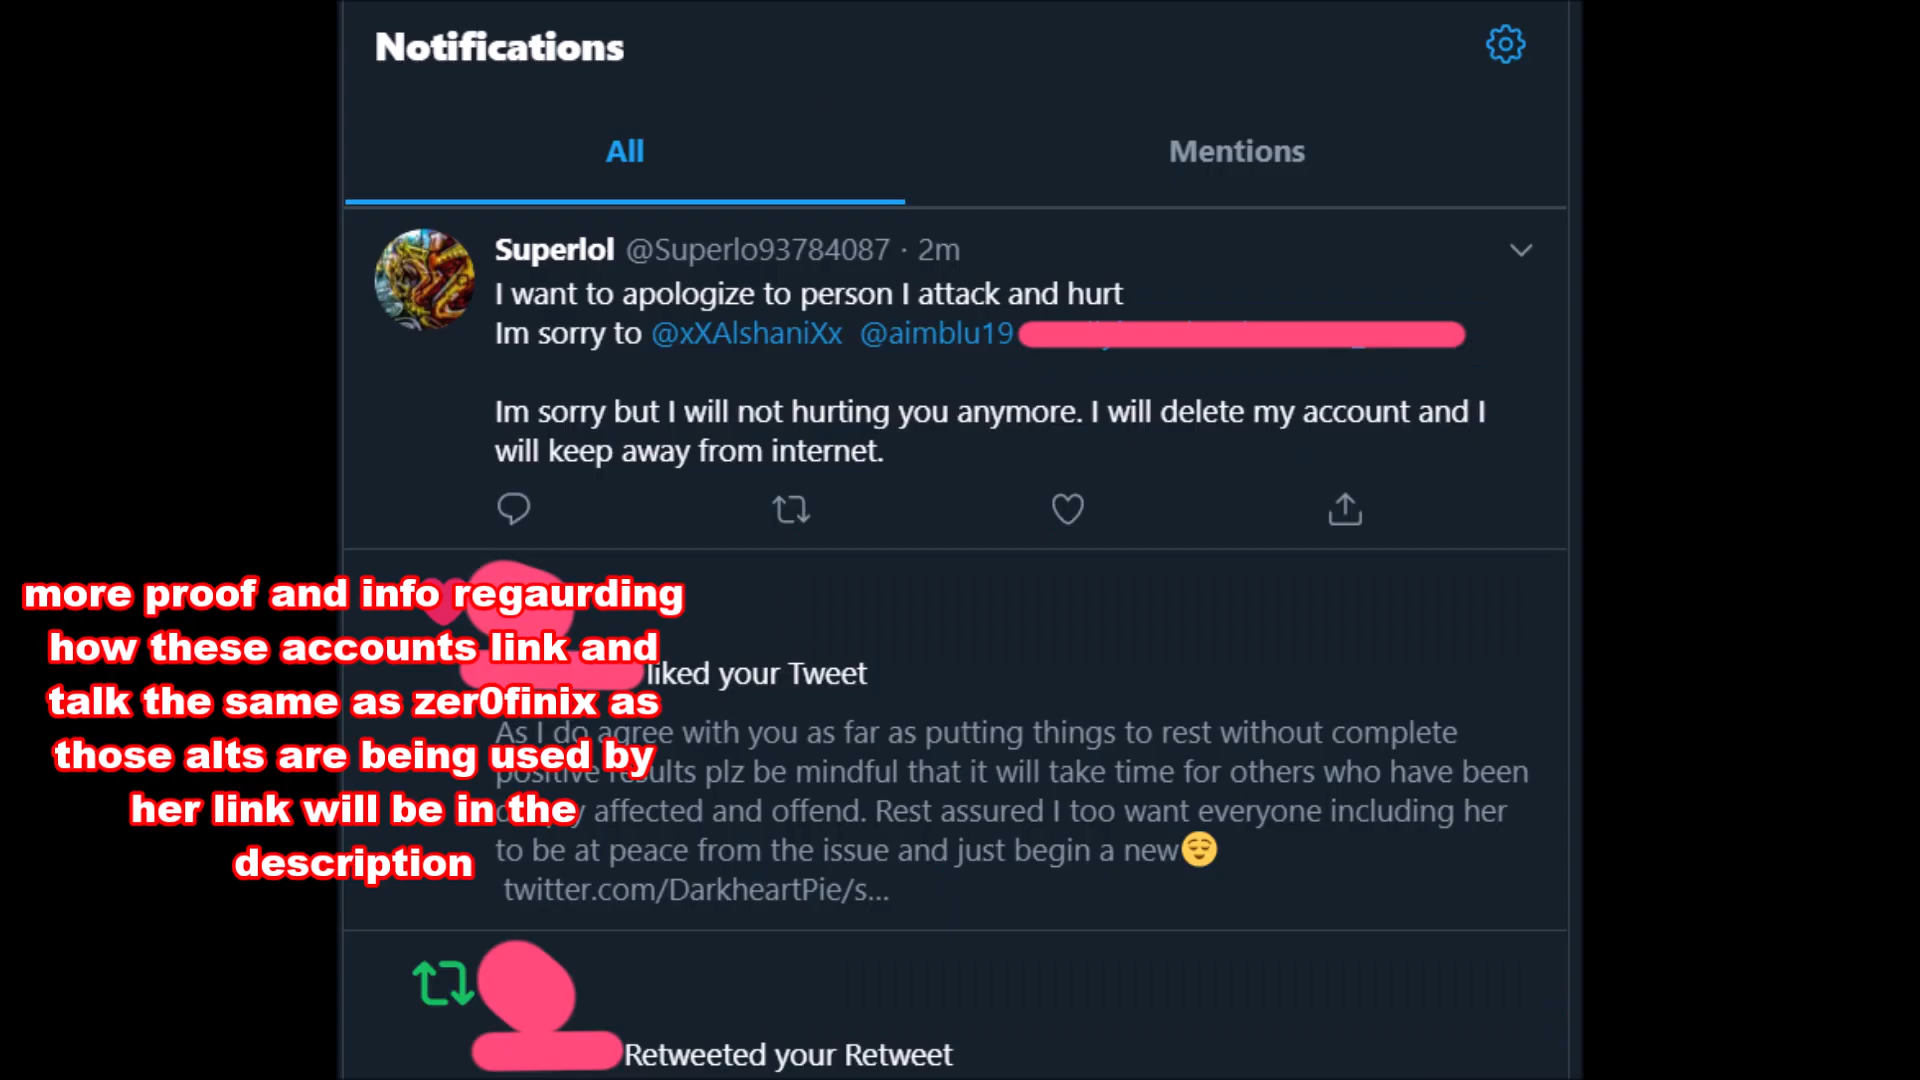 Notifications
All
Mentions
Superlol @Superlo93784087 · 2m
I want to apologize to person I attack and hurt
Im sorry to @xXAlshaniXx @aimblu19
Im sorry but I will not hurting you anymore. I will delete my account and I
will keep away from internet.
more proof and info regaurding
how these accounts link and
talk the same as zer0finix as
those alts are being used by
her link will be in the
description
liked your Tweet
As I do agree with you as far as putting things to rest without complete
positive results plz be mindful that it will take time for others who have been
affected and offend. Rest assured I too want everyone including her
to be at peace from the issue and just begin a new😌
twitter.com/DarkheartPie/s...
Retweeted your Retweet